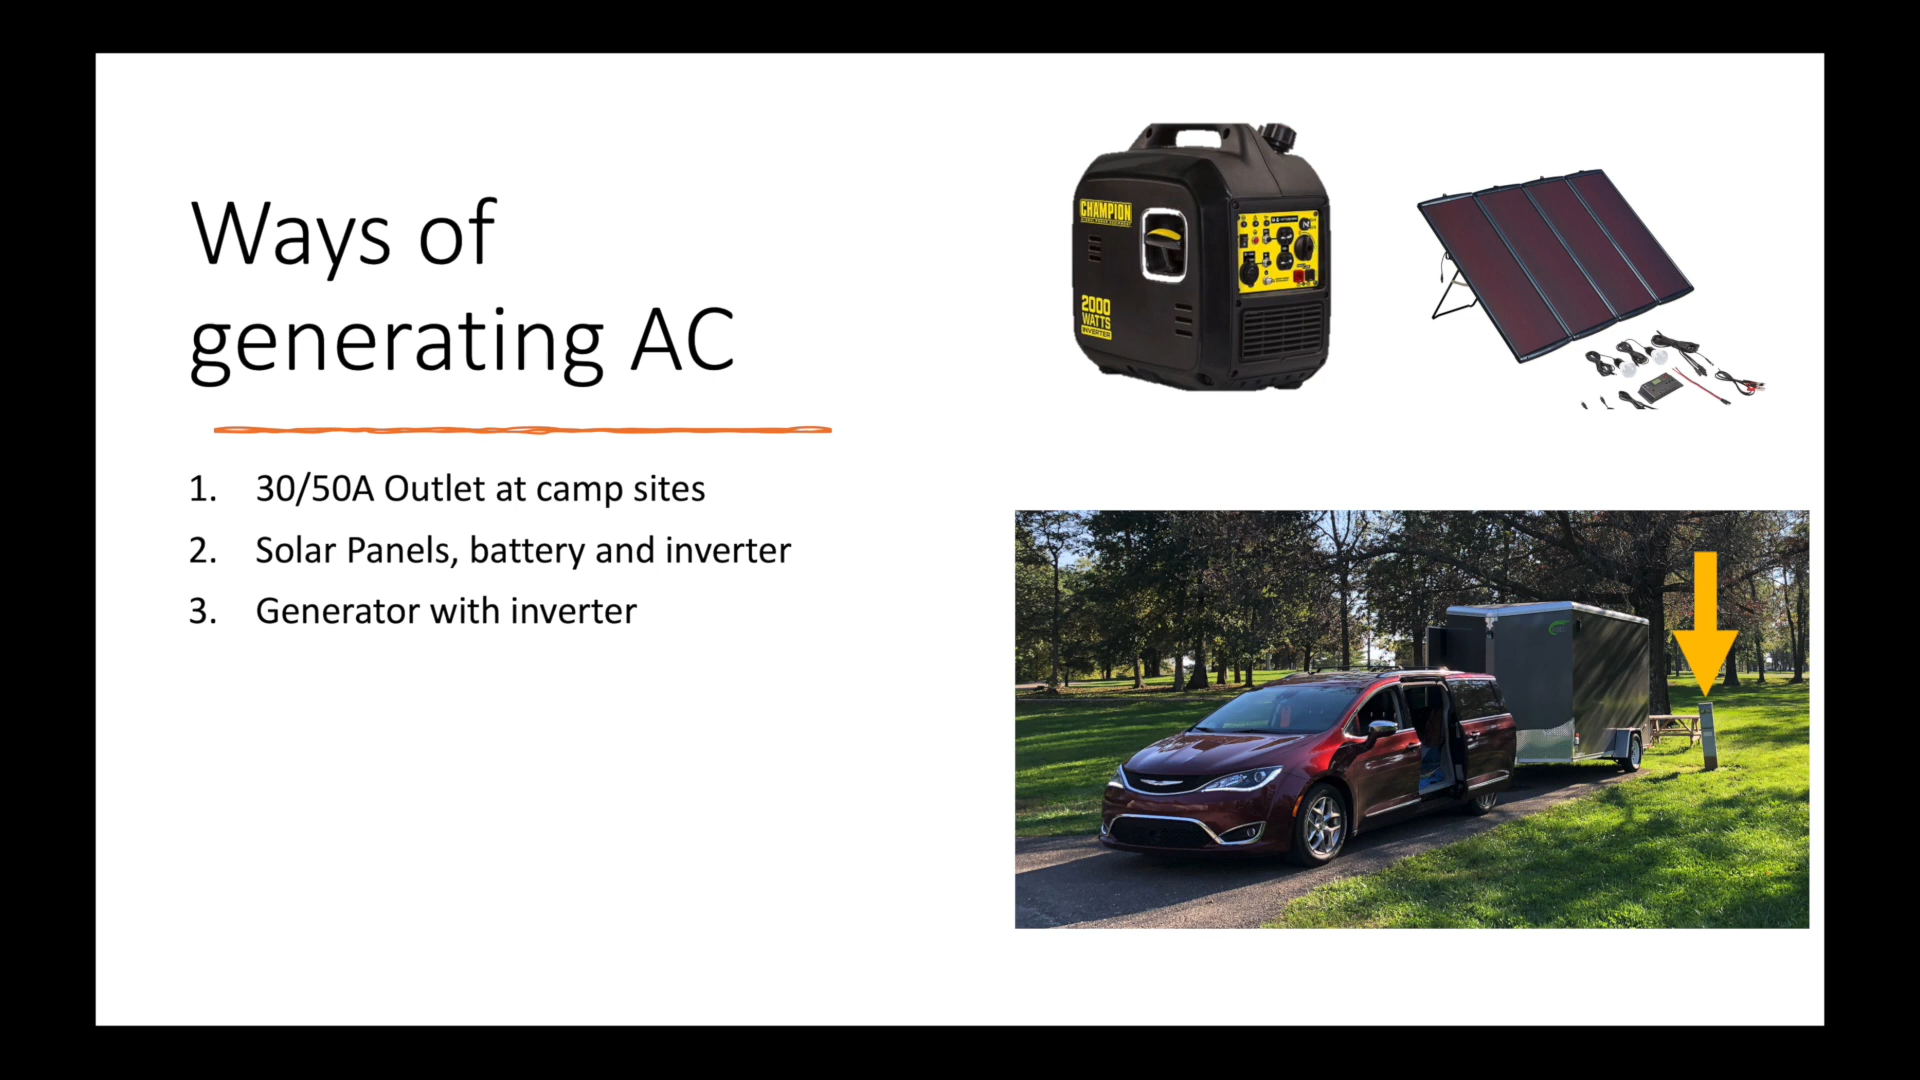 Ways of
generating AC
1. 30/50A Outlet at camp sites
2. Solar Panels, battery and inverter
3. Generator with inverter
CHAMPION
2000
WATTS
INVERTER